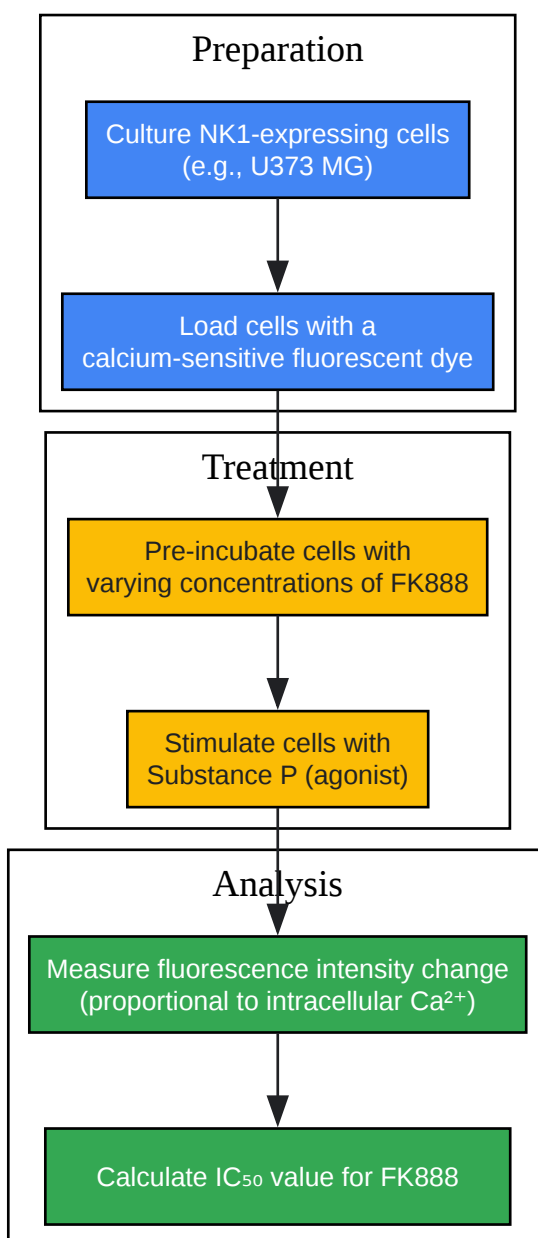 Preparation
Culture NK1-expressing cells
(e.g., U373 MG)
Load cells with a
calcium-sensitive fluorescent dye
Treatment
Pre-incubate cells with
varying concentrations of FK888
Stimulate cells with
Substance P (agonist)
Analysis
Measure fluorescence intensity change
(proportional to intracellular Ca²⁺)
Calculate IC₅₀ value for FK888